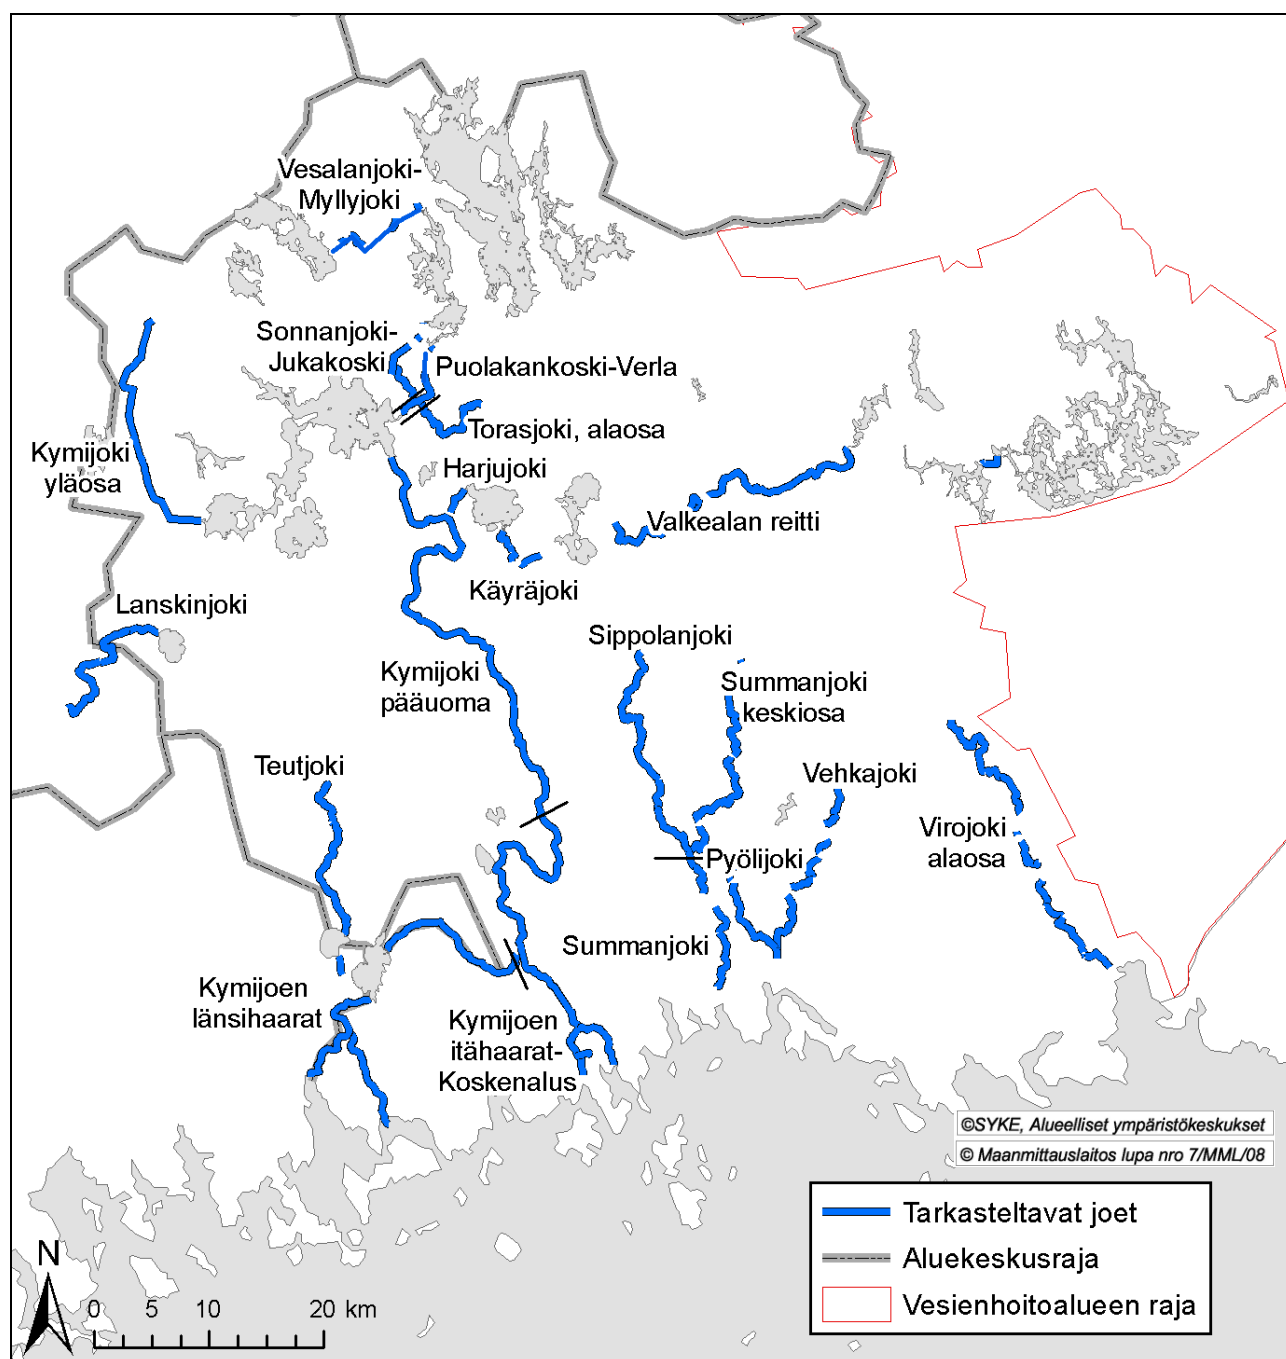 Vesalanjoki-
Myllyjoki
Sonnanjoki-
Jukakoski
Puolakankoski-Verla
Torasjoki, alaosa
Kymijoki
yläosa
Harjujoki
Valkealan reitti
Käyräjoki
Lanskinjoki
Sippolanjoki
Kymijoki
pääuoma
Summanjoki
keskiosa
Teutjoki
Vehkajoki
Virojoki
alaosa
Pyölijoki
Summanjoki
Kymijoen
länsihaarat
Kymijoen
itähaarat-
Koskenalus
©SYKE, Alueelliset ympäristökeskukset
© Maanmittauslaitos lupa nro 7/MML/08
Tarkasteltavat joet
Aluekeskusraja
Vesienhoitoalueen raja
N
0 5 10 20 km